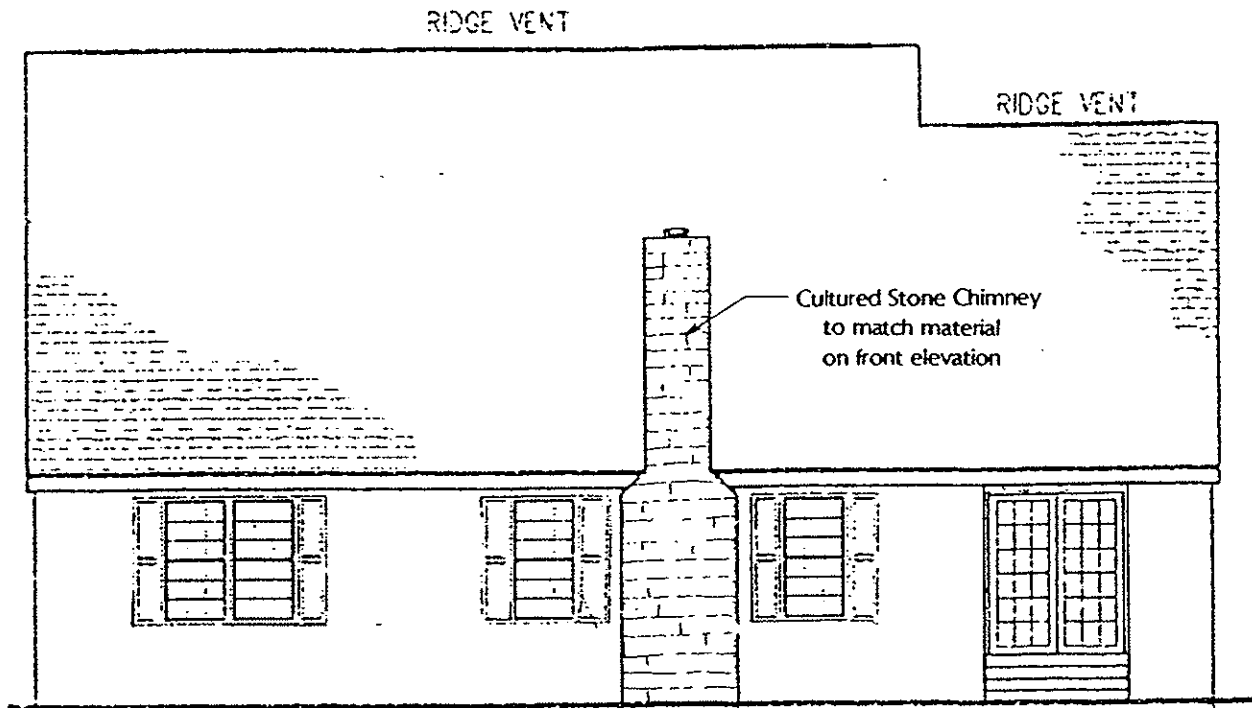 RIDGE VENT
RIDGE VENT
Cultured Stone Chimney
to match material
on front elevation